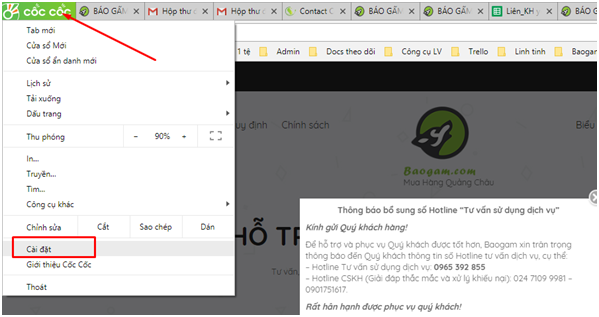 CỐC CỐC BẢO GẤM Hộp thư Hộp thư Contact BẢO GẤM BẢO GẤM BẢO GẤM Liên_KH BẢO GẤM
Tab mới
Cửa sổ Mới
Cửa sổ ẩn danh mới
1 tệ Admin Docs theo dõi Công cụ LV Trello Linh tinh Baogam
Lịch sử
Tải xuống
Dấu trang
Thu phóng - 90% +
uy định Chính sách Biểu
In...
Truyền...
Tìm...
Công cụ khác
Baogam.com
Mua Hàng Quảng Châu
Chỉnh sửa Cắt Sao chép Dán
Cài đặt
Giới thiệu Cốc Cốc
Thoát
HỖ TR
Tư vấn,
Thông báo bổ sung số Hotline "Tư vấn sử dụng dịch vụ"
Kính gửi Quý khách hàng!
Để hỗ trợ và phục vụ Quý khách được tốt hơn, Baogam xin trân trọng
thông báo đến Quý khách thông tin số Hotline tư vấn dịch vụ, cụ thể
– Hotline Tư vấn sử dụng dịch vụ: 0965 392 855
– Hotline CSKH (Giải đáp thắc mắc và xử lý khiếu nại): 024 7109 9981 –
0901751617.
Rất hân hạnh được phục vụ quý khách!